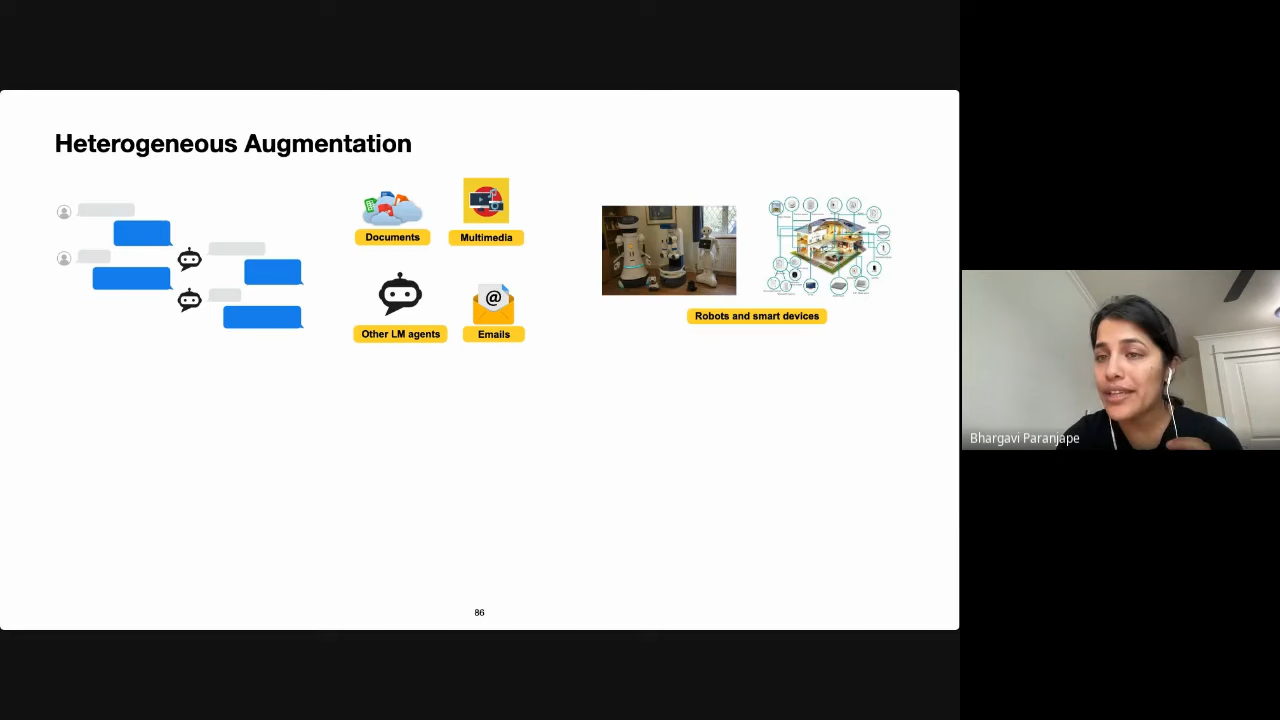 Heterogeneous Augmentation
Documents
Multimedia
@
Other LM agents
Emails
Robots and smart devices
86
Bhargavi Paranjape